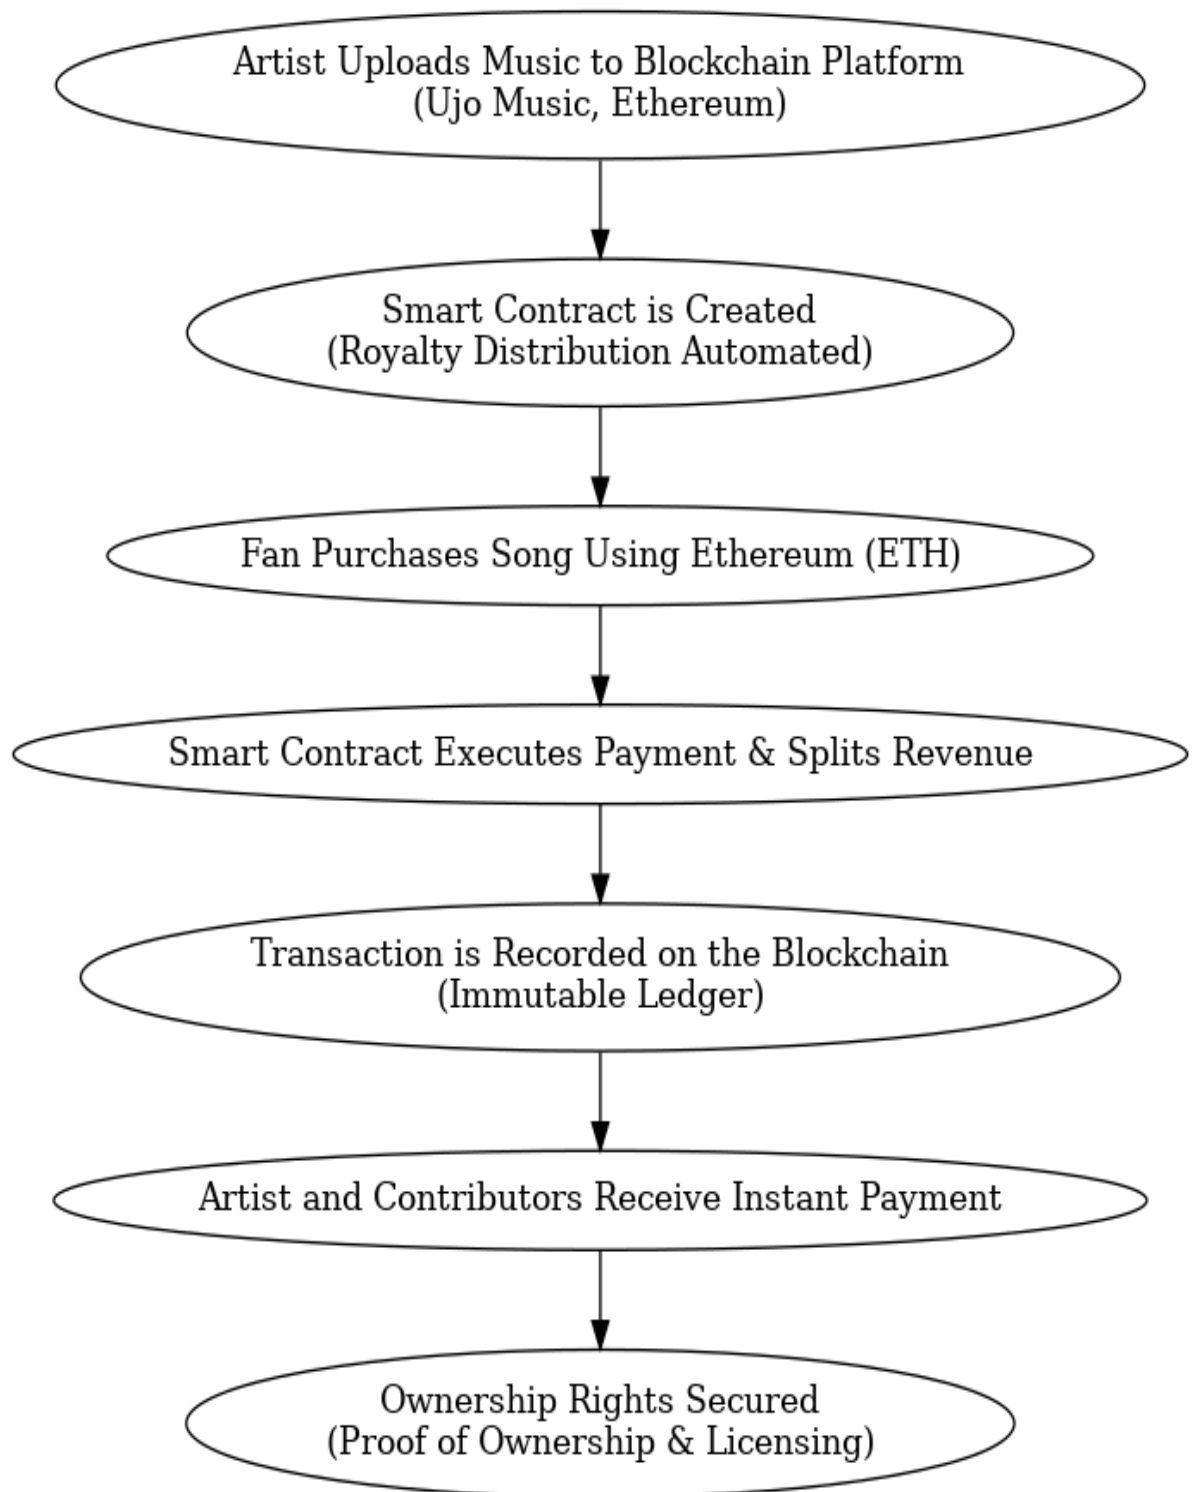 Artist Uploads Music to Blockchain Platform
(Ujo Music, Ethereum)
Smart Contract is Created
(Royalty Distribution Automated)
Fan Purchases Song Using Ethereum (ETH)
Smart Contract Executes Payment & Splits Revenue
Transaction is Recorded on the Blockchain
(Immutable Ledger)
Artist and Contributors Receive Instant Payment
Ownership Rights Secured
(Proof of Ownership & Licensing)